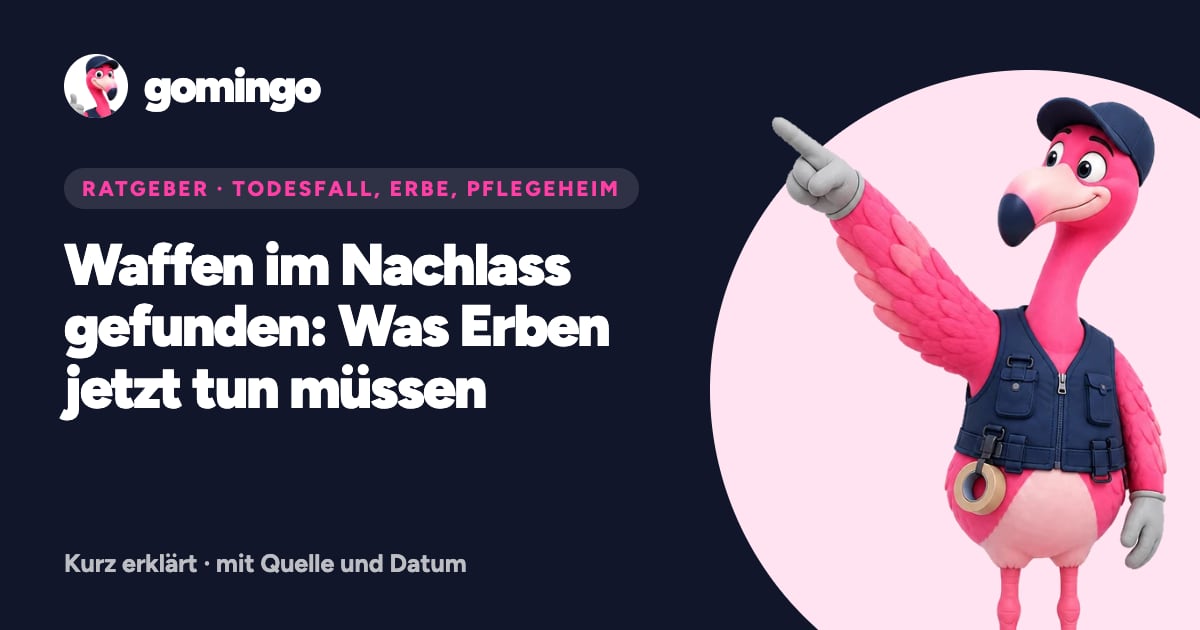 gomingo
RATGEBER · TODESFALL, ERBE, PFLEGEHEIM
Waffen im Nachlass
gefunden: Was Erben
jetzt tun müssen
Kurz erklärt · mit Quelle und Datum